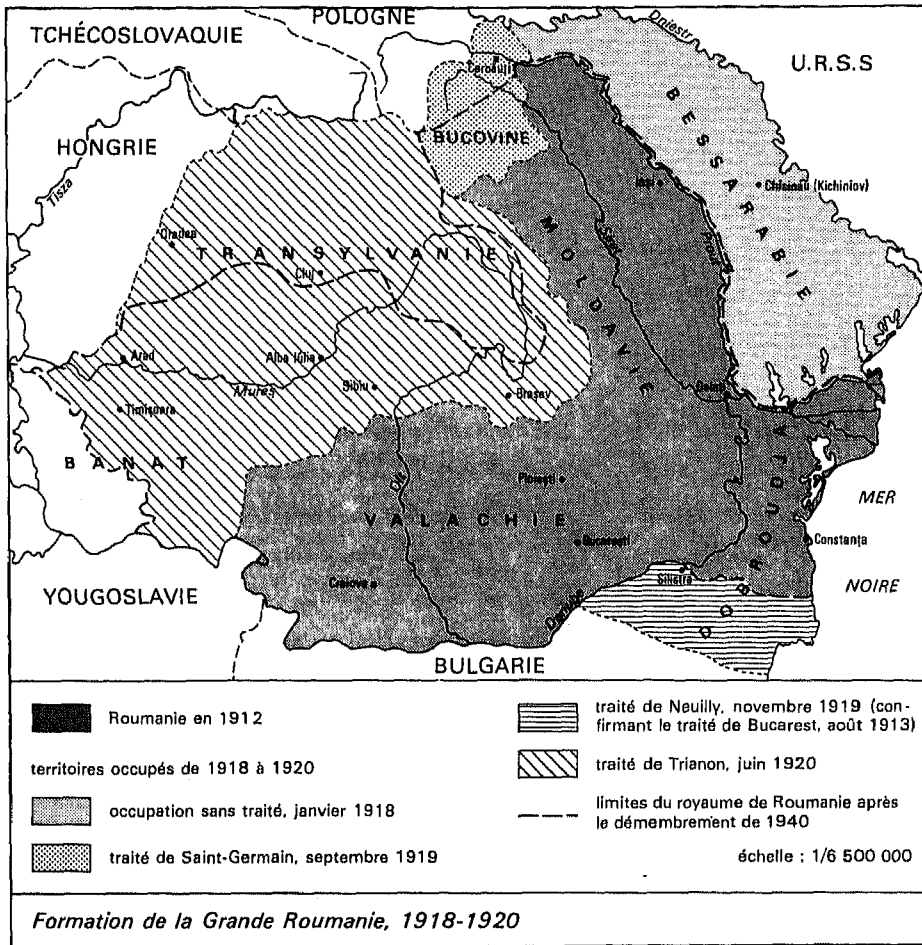 POLOGNE
TCHÉCOSLOVAQUIE
Dniestr
U.R.S.S
Cernăuți
BUCOVINE
HONGRIE
Tisza
BESSARABIE
Iași
Chișinău (Kichiniov)
MOLDAVIE
Siret
Prut
Oradea
TRANSYLVANIE
Cluj
Arad
Alba Iulia
Mureș
Sibiu
Brașov
Galați
Timișoara
BANAT
Olt
Ploiești
VALACHIE
București
DOBROUDJA
MER
NOIRE
Constanța
Craiova
Silistra
Danube
YOUGOSLAVIE
BULGARIE
Roumanie en 1912
territoires occupés de 1918 à 1920
occupation sans traité, janvier 1918
traité de Saint-Germain, septembre 1919
traité de Neuilly, novembre 1919 (con-
firmant le traité de Bucarest, août 1913)
traité de Trianon, juin 1920
limites du royaume de Roumanie après
le démembrement de 1940
échelle : 1/6 500 000
Formation de la Grande Roumanie, 1918-1920